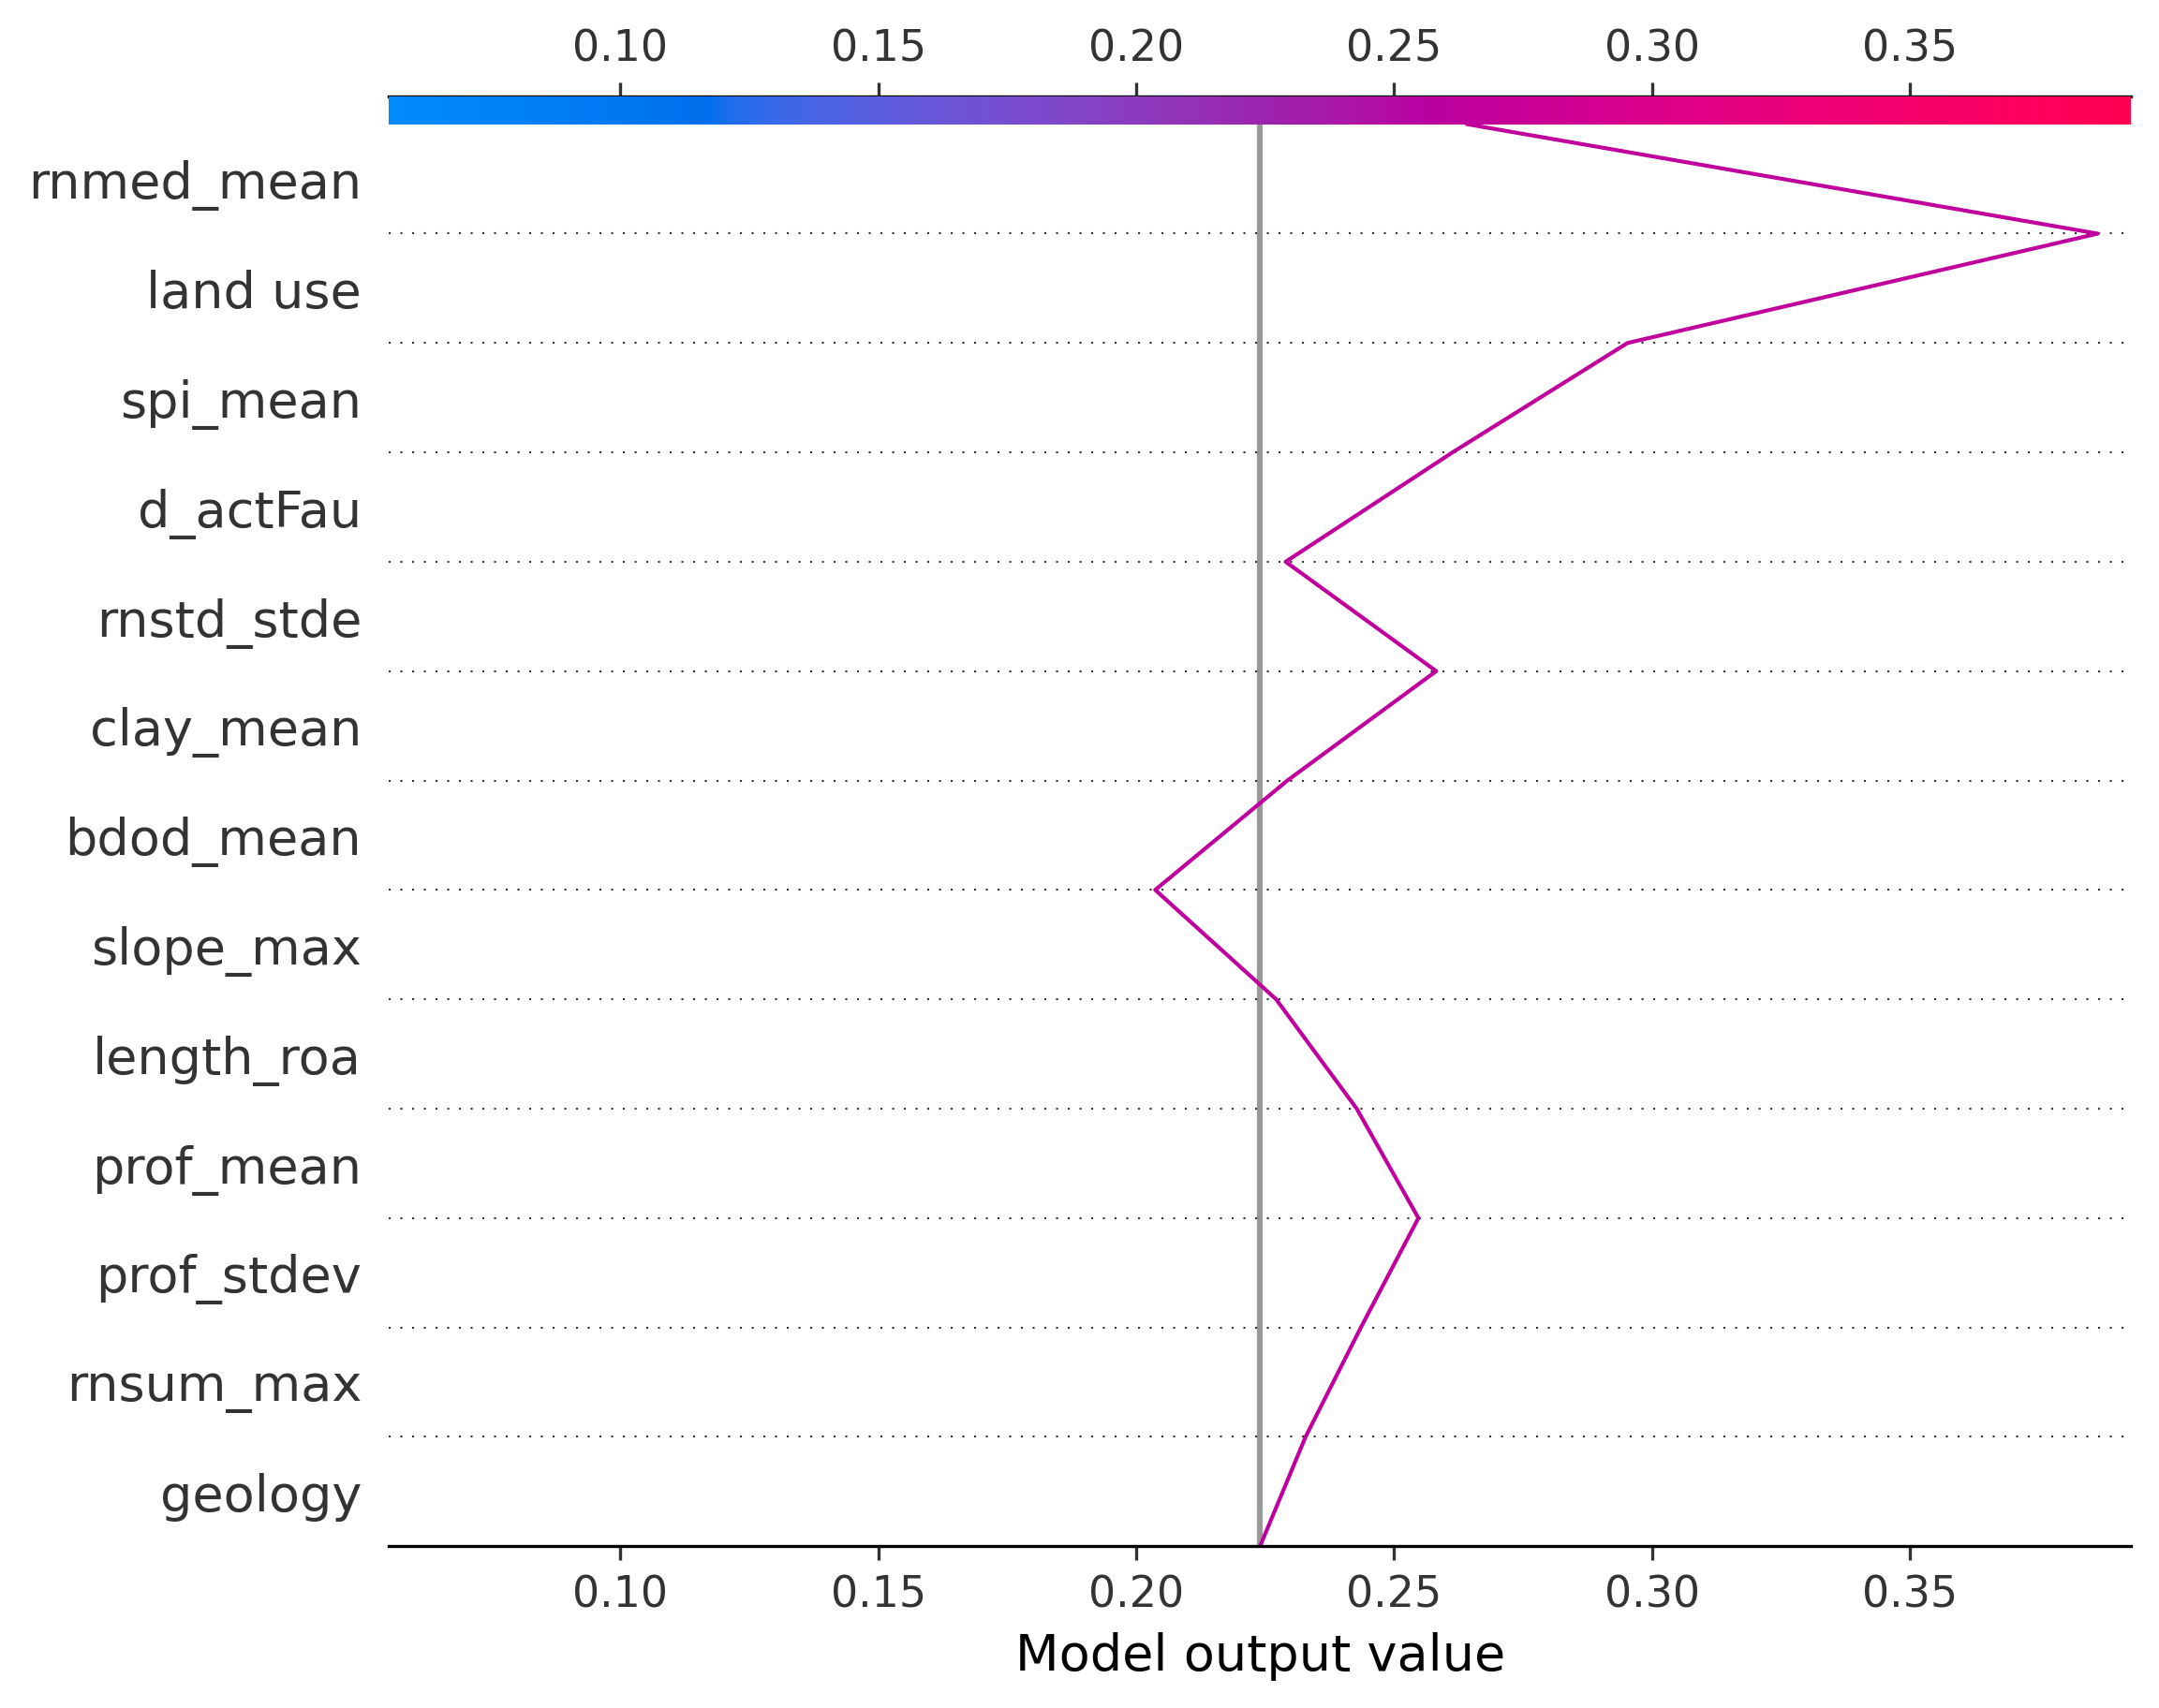 0.10 0.15 0.20 0.25 0.30 0.35
rnmed_mean
land use
spi_mean
d_actFau
rnstd_stde
clay_mean
bdod_mean
slope_max
length_roa
prof_mean
prof_stdev
rnsum_max
geology
0.10 0.15 0.20 0.25 0.30 0.35
Model output value